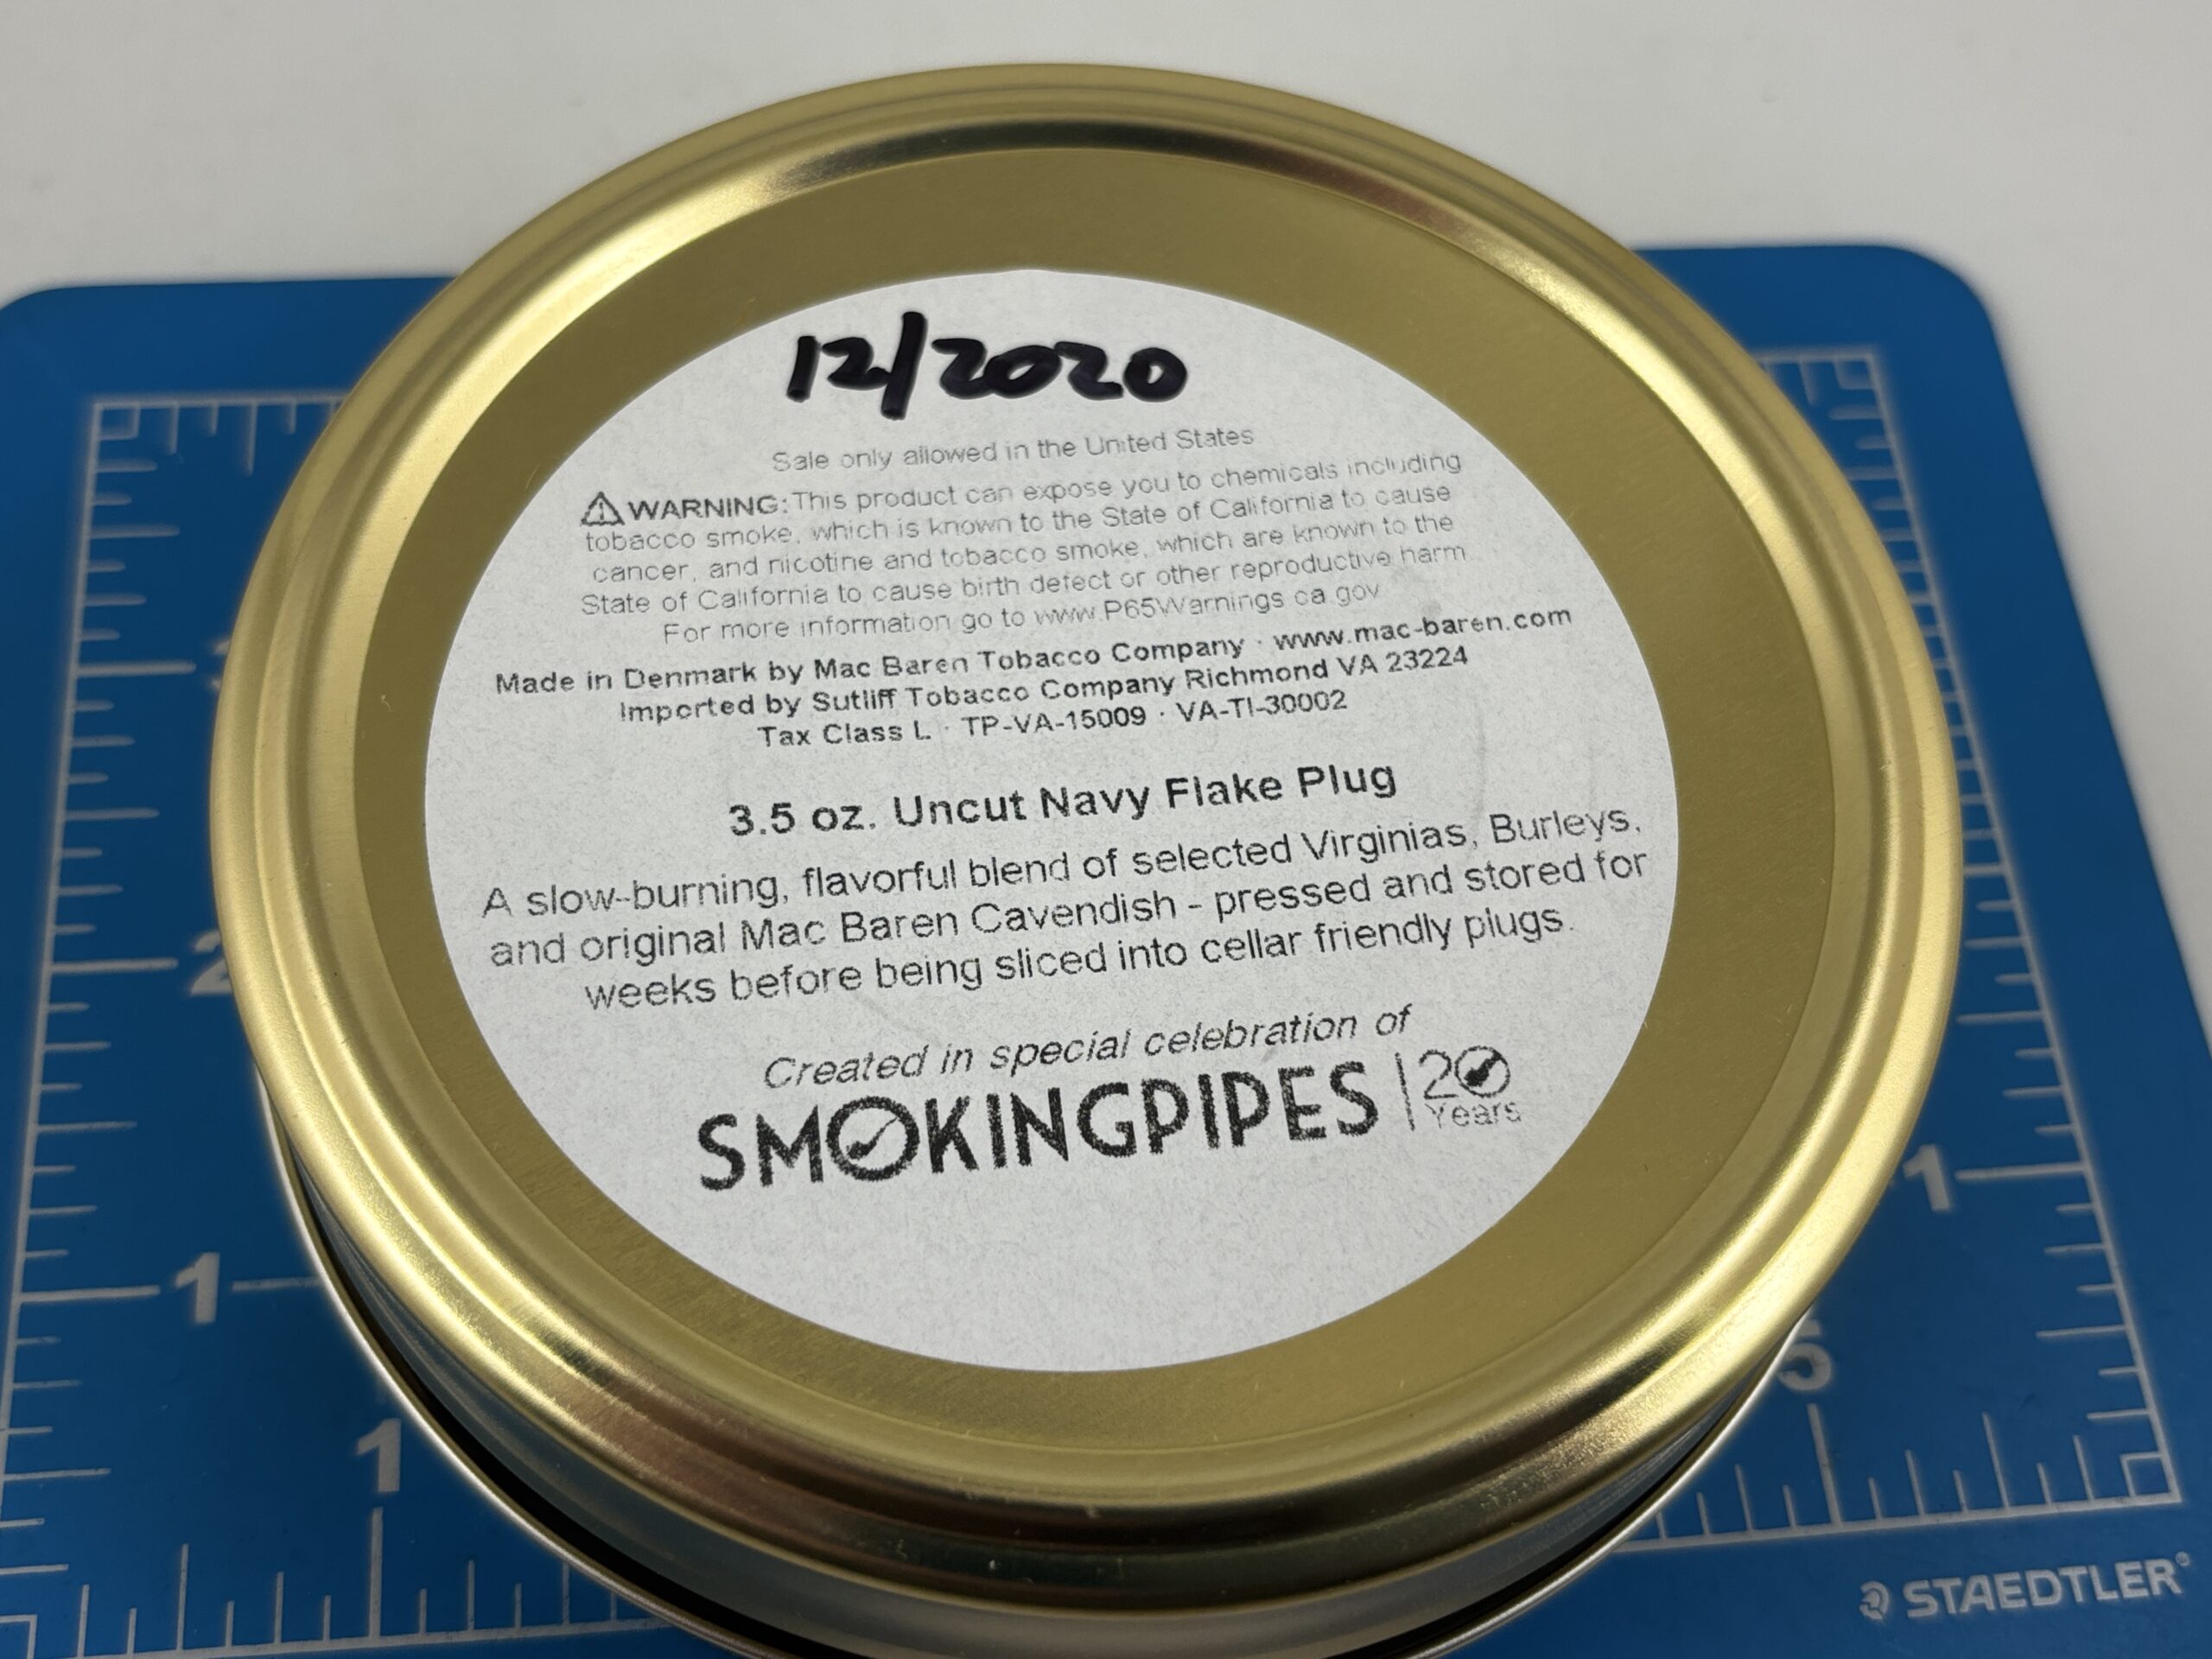 12/2020
Sale only allowed in the United States
⚠WARNING: This product can expose you to chemicals including
tobacco smoke, which is known to the State of California to cause
cancer, and nicotine and tobacco smoke, which are known to the
State of California to cause birth defect or other reproductive harm
For more information go to www.P65Warnings.ca.gov
Made in Denmark by Mac Baren Tobacco Company · www.mac-baren.com
Imported by Sutliff Tobacco Company Richmond VA 23224
Tax Class L · TP-VA-15009 · VA-TI-30002
3.5 oz. Uncut Navy Flake Plug
A slow-burning, flavorful blend of selected Virginias, Burleys,
and original Mac Baren Cavendish - pressed and stored for
weeks before being sliced into cellar friendly plugs.
Created in special celebration of
SMOKINGPIPES | 20
Years
2
1
1
1
5
STAEDTLER®